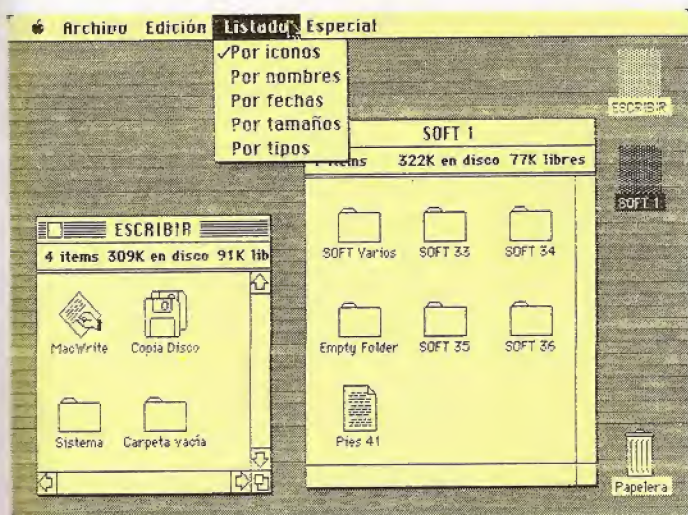 Archivo Edición Listado Especial
✓Por iconos
Por nombres
Por fechas
Por tamaños
Por tipos
ESCRIBIR
SOFT 1
SOFT 1
items 322K en disco 77K libres
SOFT Varios SOFT 33 SOFT 34
Empty Folder SOFT 35 SOFT 36
Pies 41
ESCRIBIR
4 items 309K en disco 91K lib
MacWrite Copia Disco
Sistema Carpeta vacía
Papelera